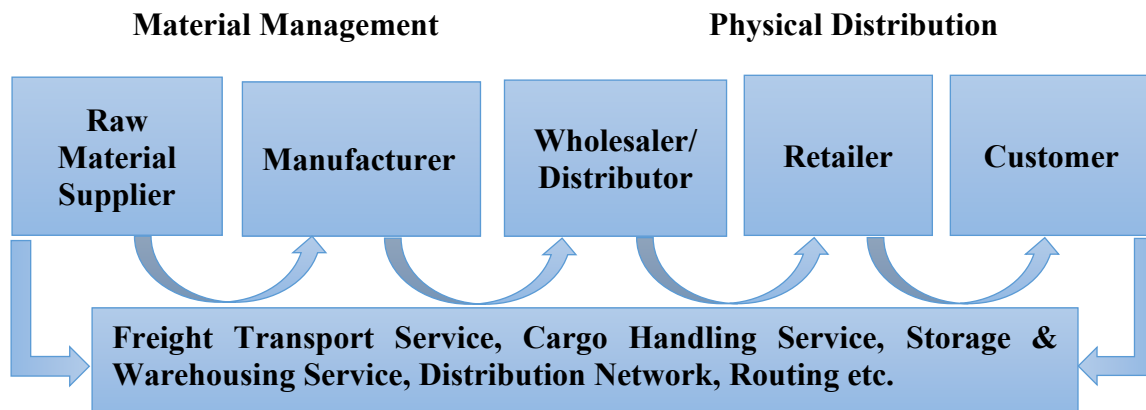 Material Management
Physical Distribution
Raw
Material
Supplier
Manufacturer
Wholesaler/
Distributor
Retailer
Customer
Freight Transport Service, Cargo Handling Service, Storage &
Warehousing Service, Distribution Network, Routing etc.